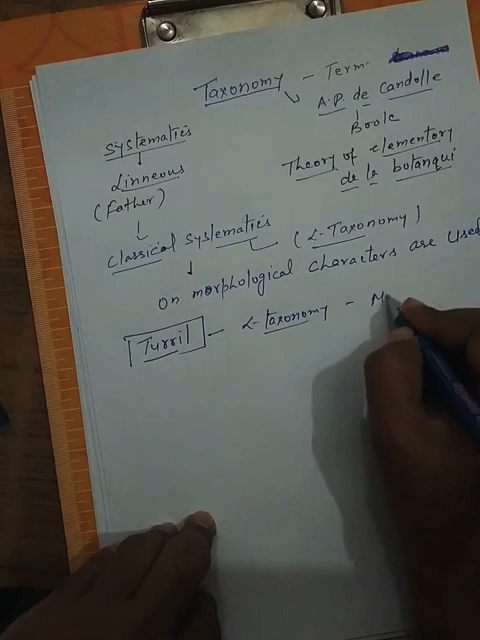 Taxonomy - Term
A.P. de Candolle
Book
Theory of elementory
de la botanqui
Systematics
Linneous
(Father)
classical systematics (α-Taxonomy)
on morphological characters are used
Turril - α-taxonomy - M